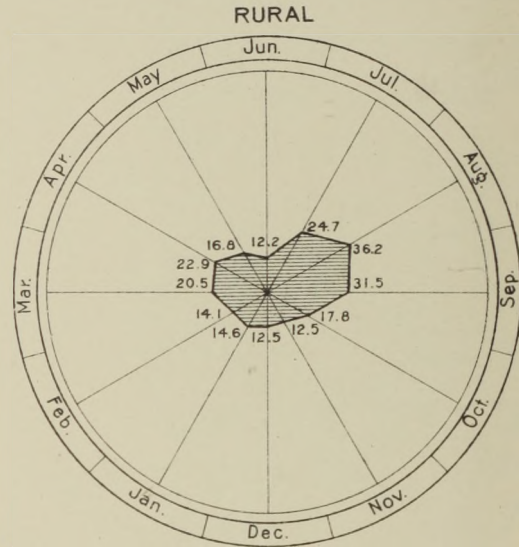 RURAL
Jun.
Jul.
Aug.
Sep.
Oct.
Nov.
Dec.
Jan.
Feb.
Mar.
Apr.
May
12.2
24.7
36.2
31.5
17.8
12.5
12.5
14.6
14.1
20.5
22.9
16.8